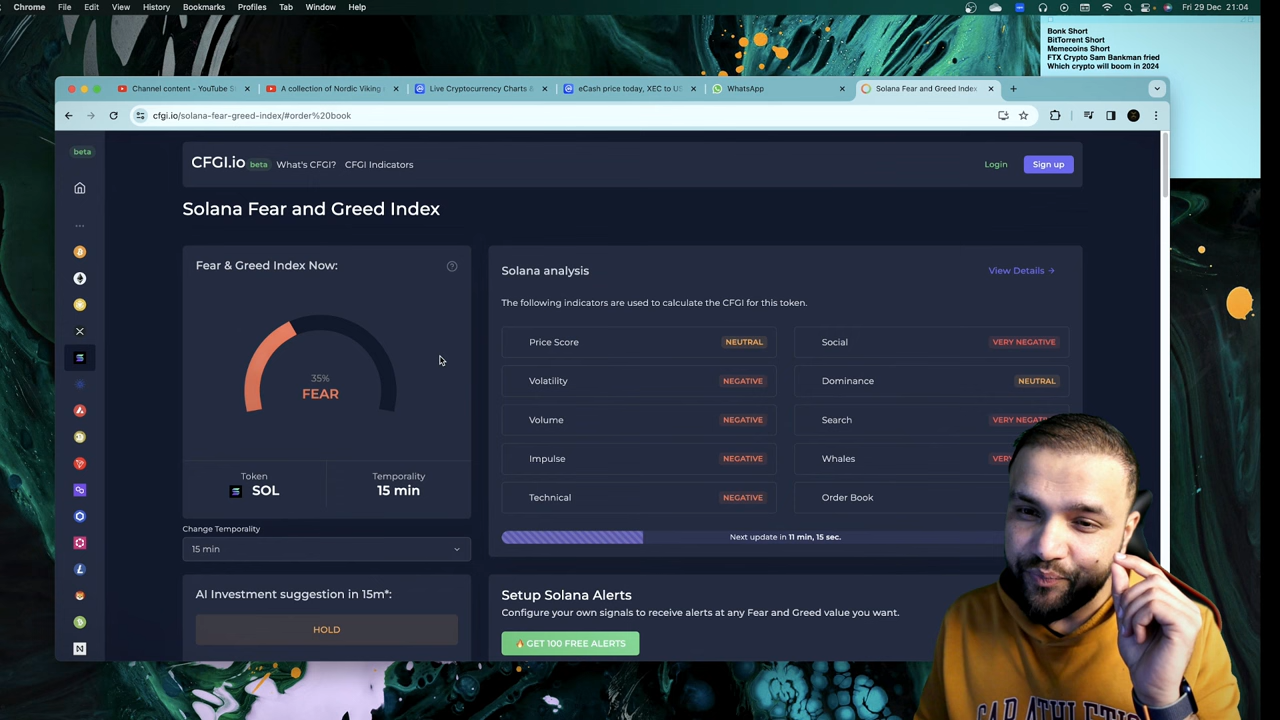 Chrome File Edit View History Bookmarks Profiles Tab Window Help
Fri 29 Dec 21:04
Bonk Short
BitTorrent Short
Memecoins Short
FTX Crypto Sam Bankman fried
Which crypto will boom in 2024
Channel content - YouTube S
A collection of Nordic Viking
Live Cryptocurrency Charts &
eCash price today, XEC to US
WhatsApp
Solana Fear and Greed Index
cfgi.io/solana-fear-greed-index/#order%20book
beta
CFGI.io beta What's CFGI? CFGI Indicators
Login Sign up
Solana Fear and Greed Index
Fear & Greed Index Now:
35%
FEAR
Token
SOL
Temporality
15 min
Change Temporality
15 min
AI Investment suggestion in 15m*:
HOLD
Solana analysis
View Details →
The following indicators are used to calculate the CFGI for this token.
Price Score NEUTRAL
Social VERY NEGATIVE
Volatility NEGATIVE
Dominance NEUTRAL
Volume NEGATIVE
Search VERY NEGATIVE
Impulse NEGATIVE
Whales
Technical NEGATIVE
Order Book
Next update in 11 min, 15 sec.
Setup Solana Alerts
Configure your own signals to receive alerts at any Fear and Greed value you want.
GET 100 FREE ALERTS